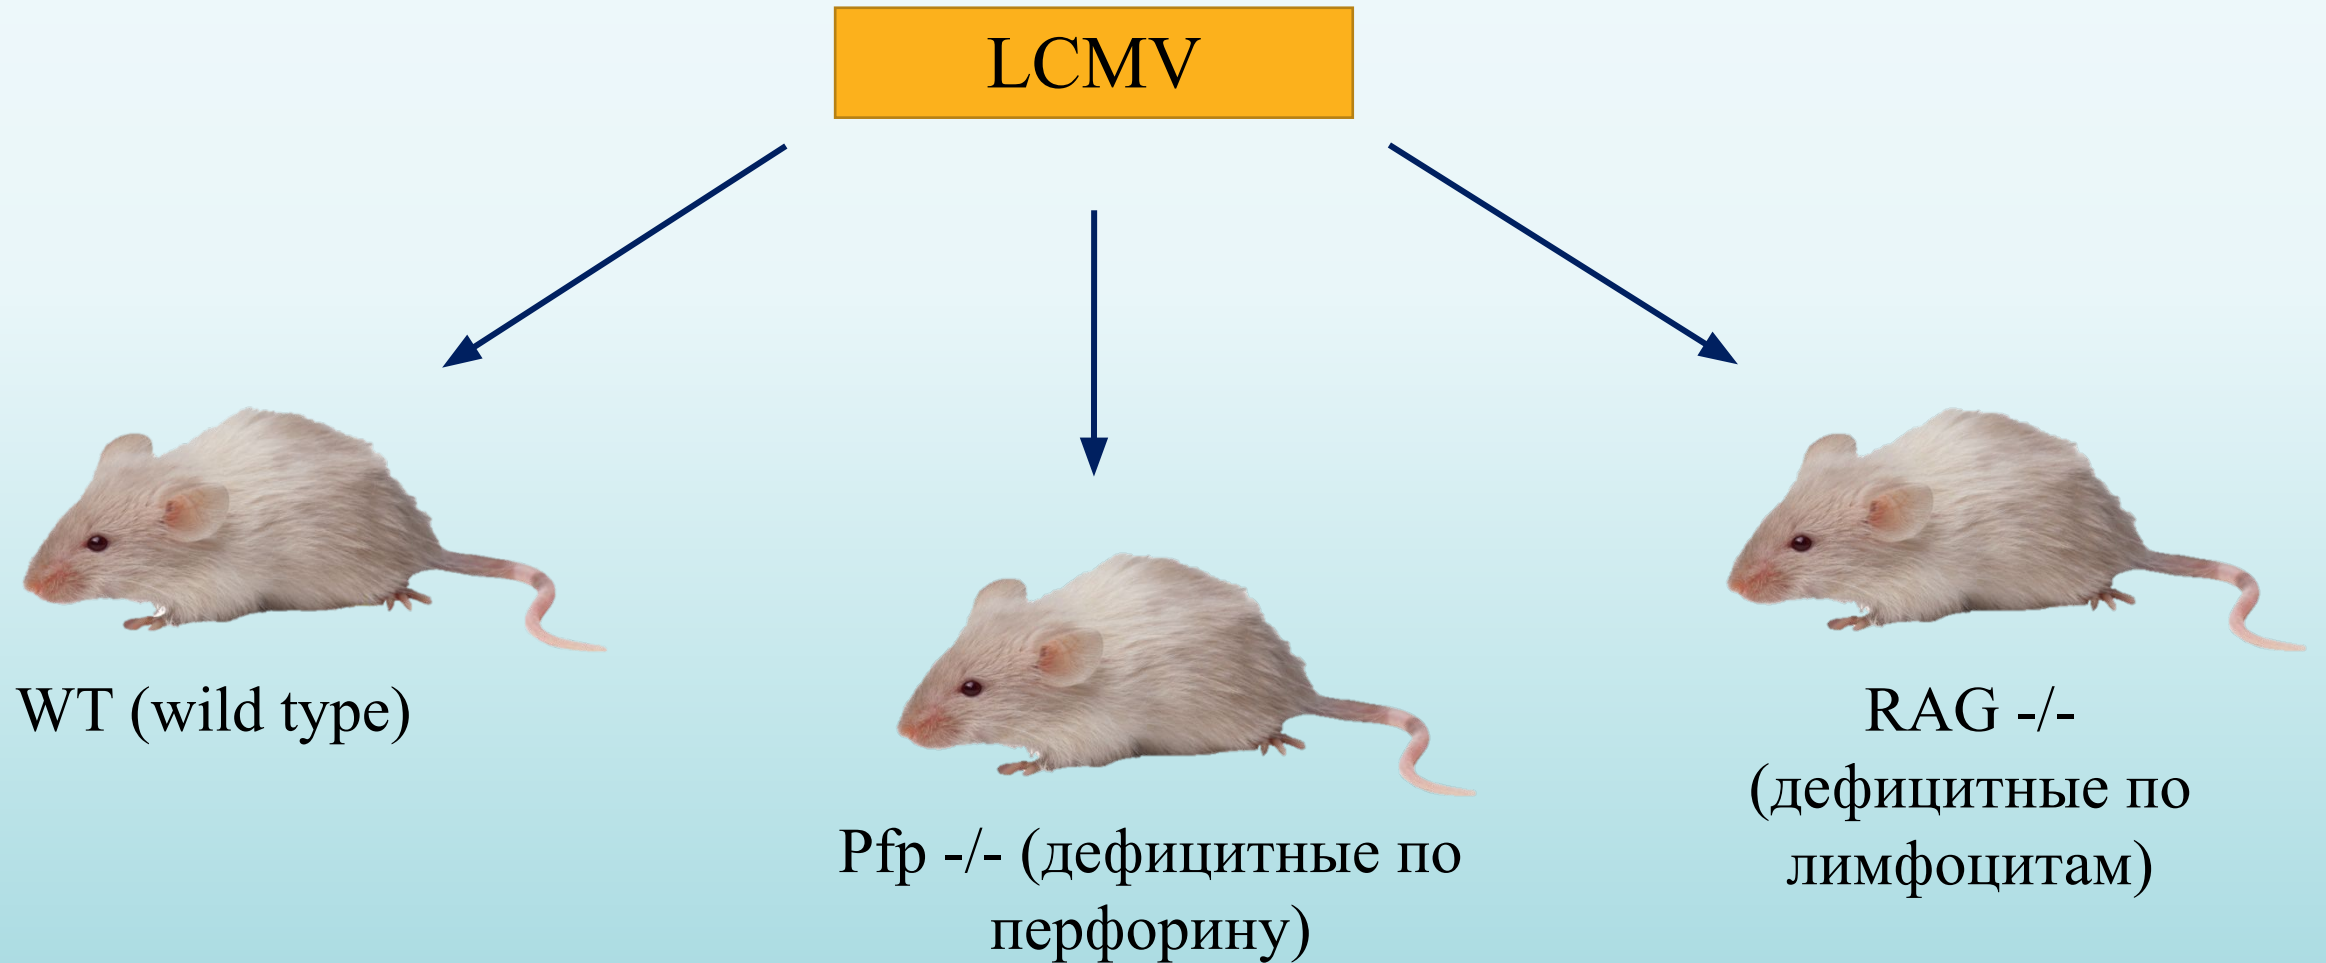 LCMV
WT (wild type)
Pfp -/- (дефицитные по
перфорину)
RAG -/-
(дефицитные по
лимфоцитам)